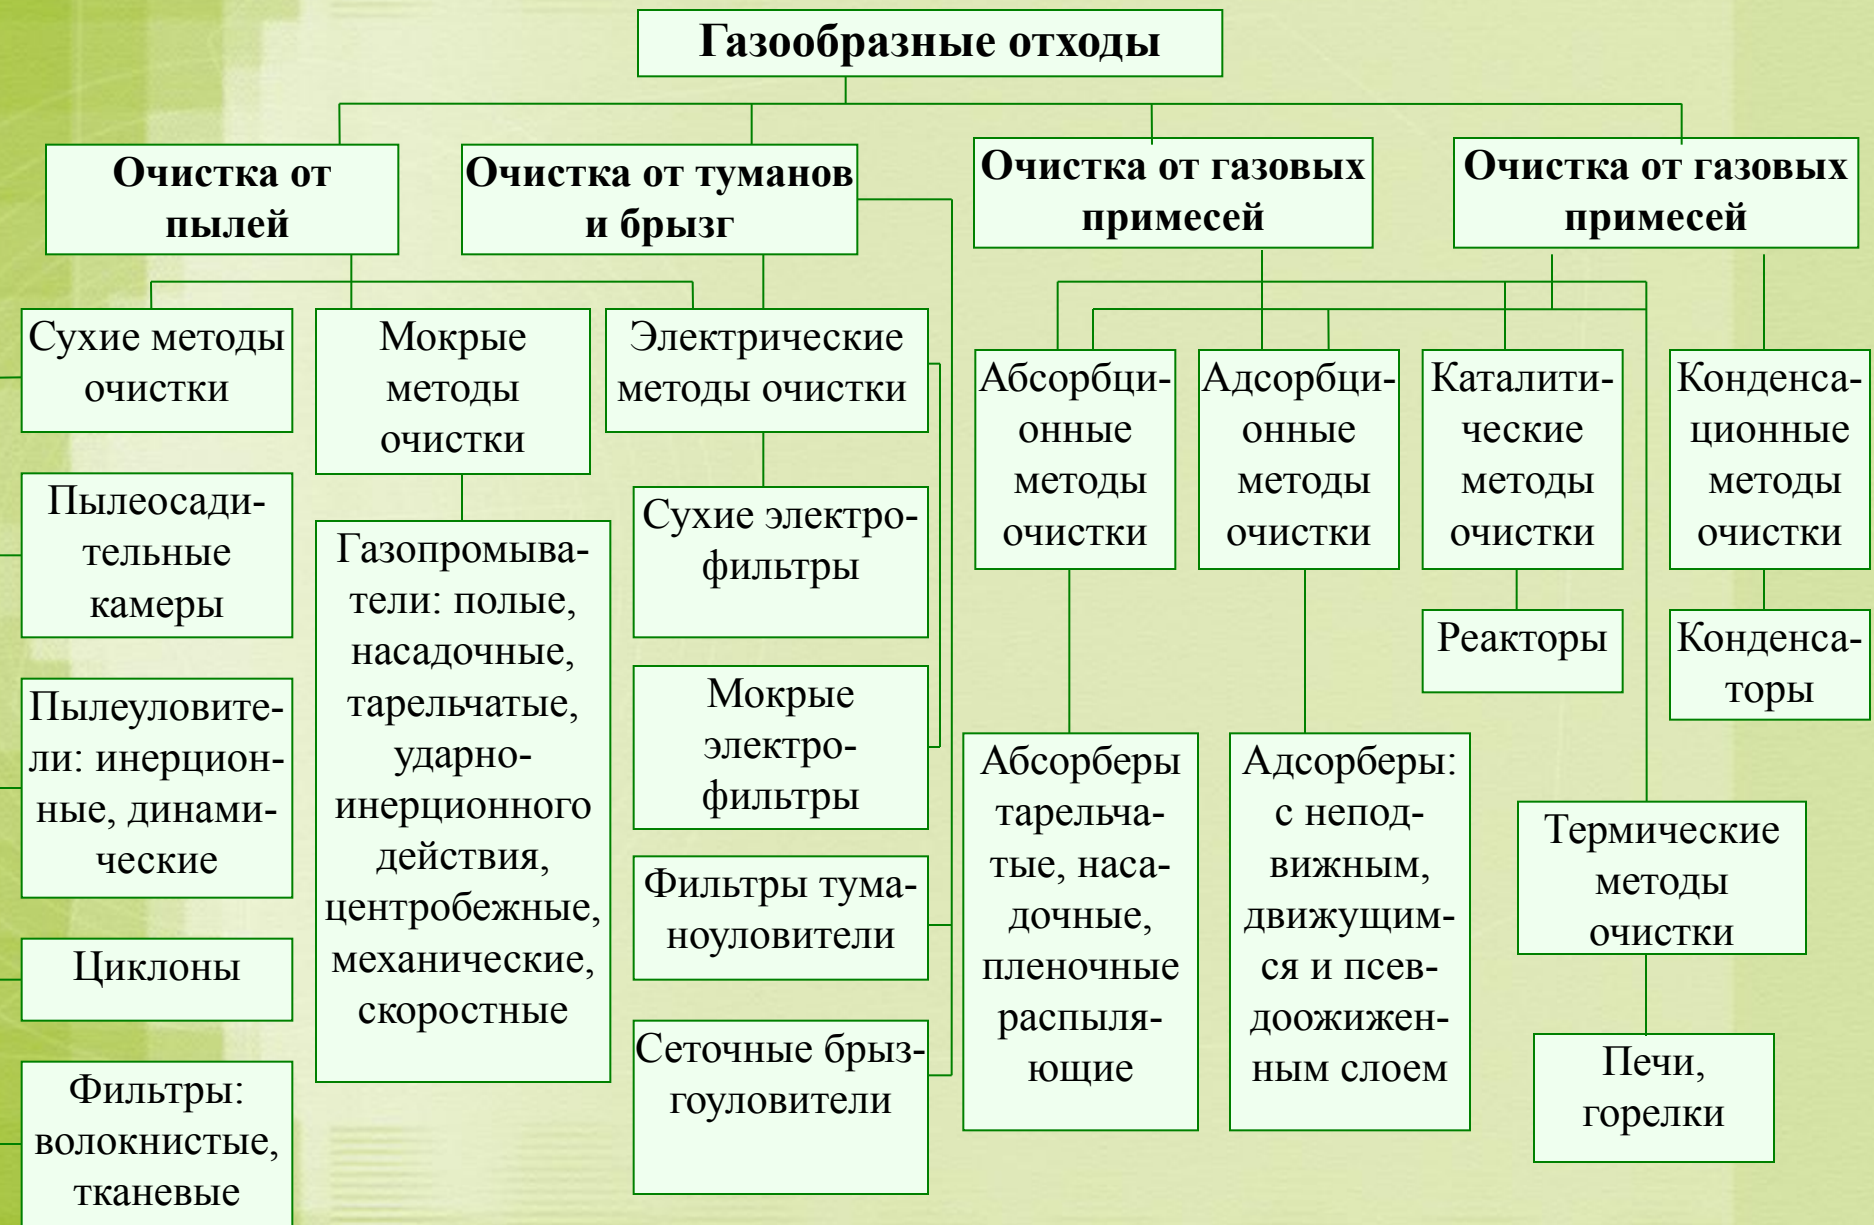 Газообразные отходы
Очистка от
пылей
Очистка от туманов
и брызг
Очистка от газовых
примесей
Очистка от газовых
примесей
Сухие методы
очистки
Мокрые
методы
очистки
Электрические
методы очистки
Абсорбци-
онные
методы
очистки
Адсорбци-
онные
методы
очистки
Каталити-
ческие
методы
очистки
Конденса-
ционные
методы
очистки
Пылеосади-
тельные
камеры
Пылеуловите-
ли: инерцион-
ные, динами-
ческие
Циклоны
Фильтры:
волокнистые,
тканевые
Газопромыва-
тели: полые,
насадочные,
тарельчатые,
ударно-
инерционного
действия,
центробежные,
механические,
скоростные
Сухие электро-
фильтры
Мокрые
электро-
фильтры
Фильтры тума-
ноуловители
Сеточные брыз-
гоуловители
Абсорберы
тарельча-
тые, наса-
дочные,
пленочные
распыля-
ющие
Адсорберы:
с непод-
вижным,
движущим-
ся и псев-
доожижен-
ным слоем
Реакторы
Конденса-
торы
Термические
методы
очистки
Печи,
горелки